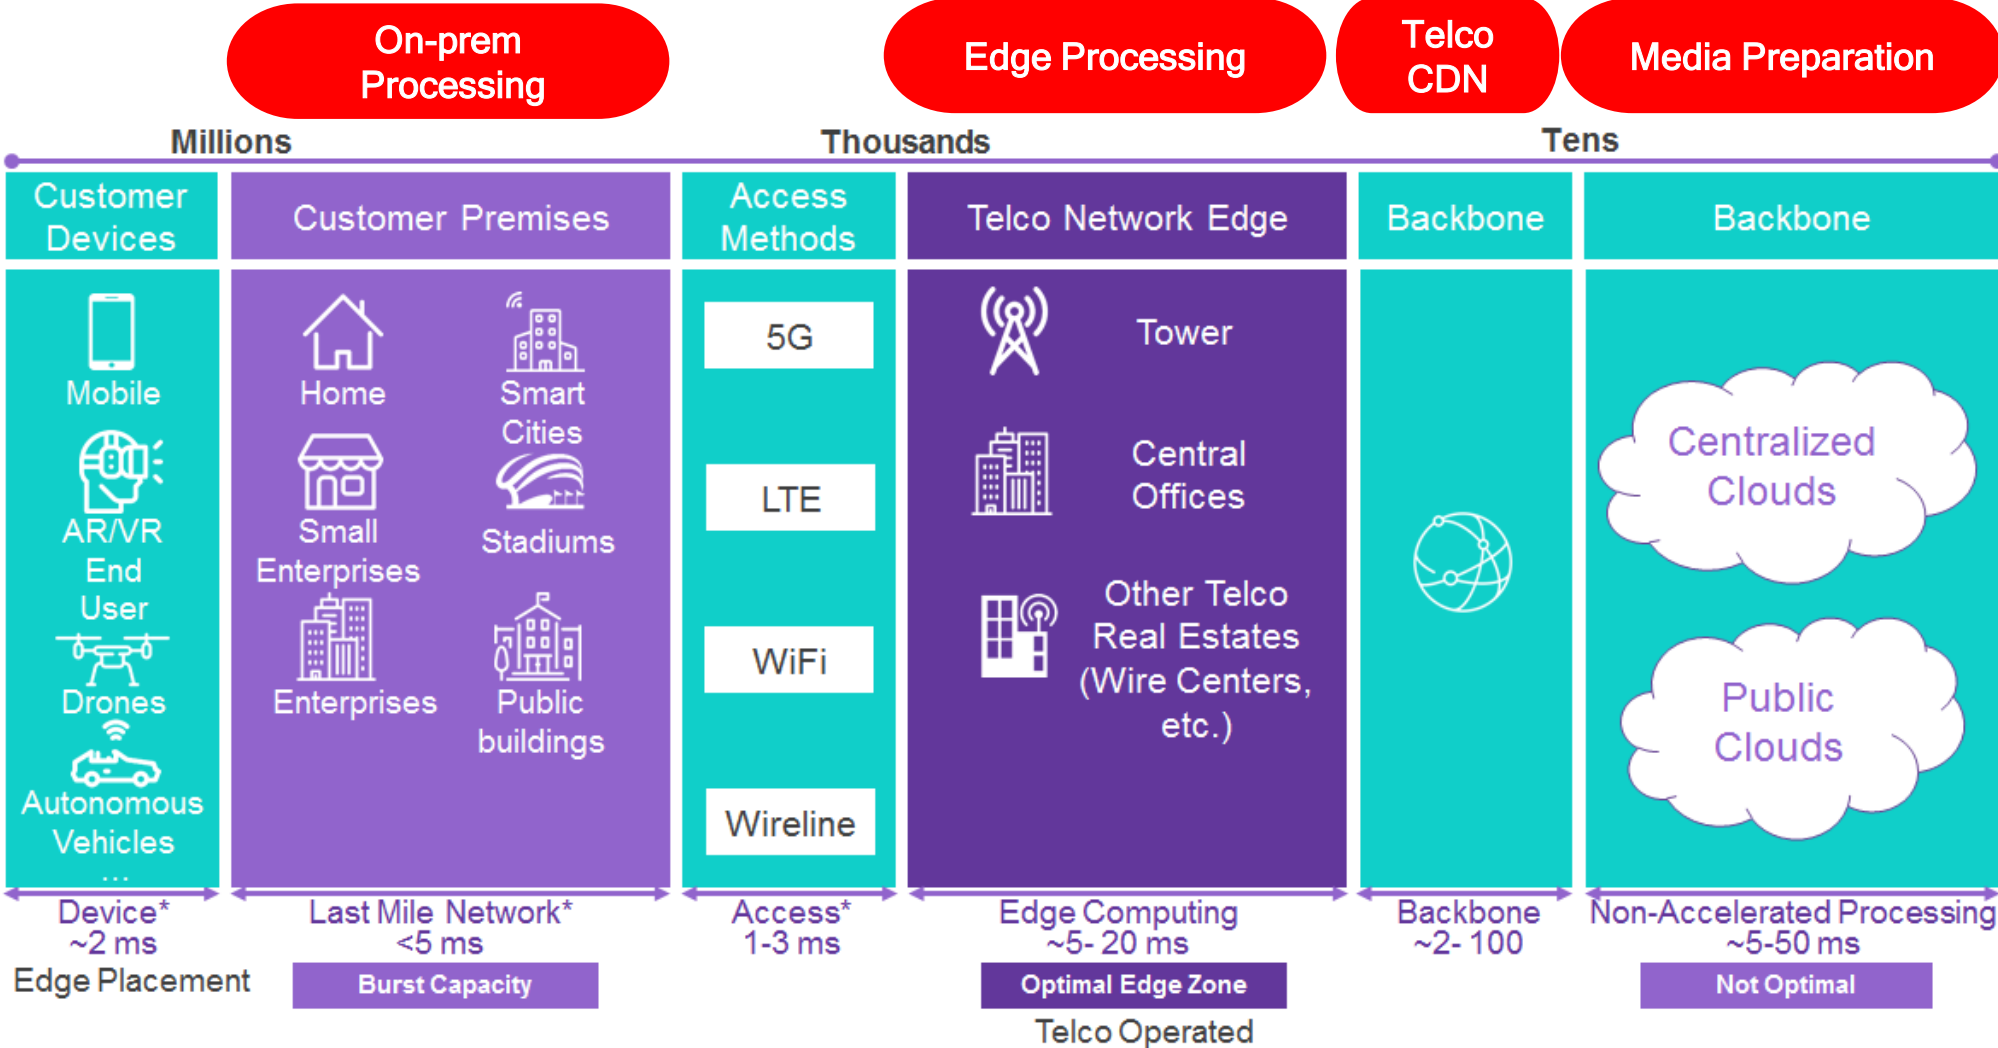 On-prem
Processing
Edge Processing
Telco
CDN
Media Preparation
Millions
Thousands
Tens
Customer
Devices
Customer Premises
Access
Methods
Telco Network Edge
Backbone
Backbone
Mobile
AR/VR
End
User
Drones
Autonomous
Vehicles
...
Home
Smart
Cities
Small
Enterprises
Stadiums
Enterprises
Public
buildings
5G
LTE
WiFi
Wireline
Tower
Central
Offices
Other Telco
Real Estates
(Wire Centers,
etc.)
Centralized
Clouds
Public
Clouds
Device*
~2 ms
Last Mile Network*
<5 ms
Access*
1-3 ms
Edge Computing
~5- 20 ms
Backbone
~2- 100
Non-Accelerated Processing
~5-50 ms
Edge Placement
Burst Capacity
Optimal Edge Zone
Not Optimal
Telco Operated